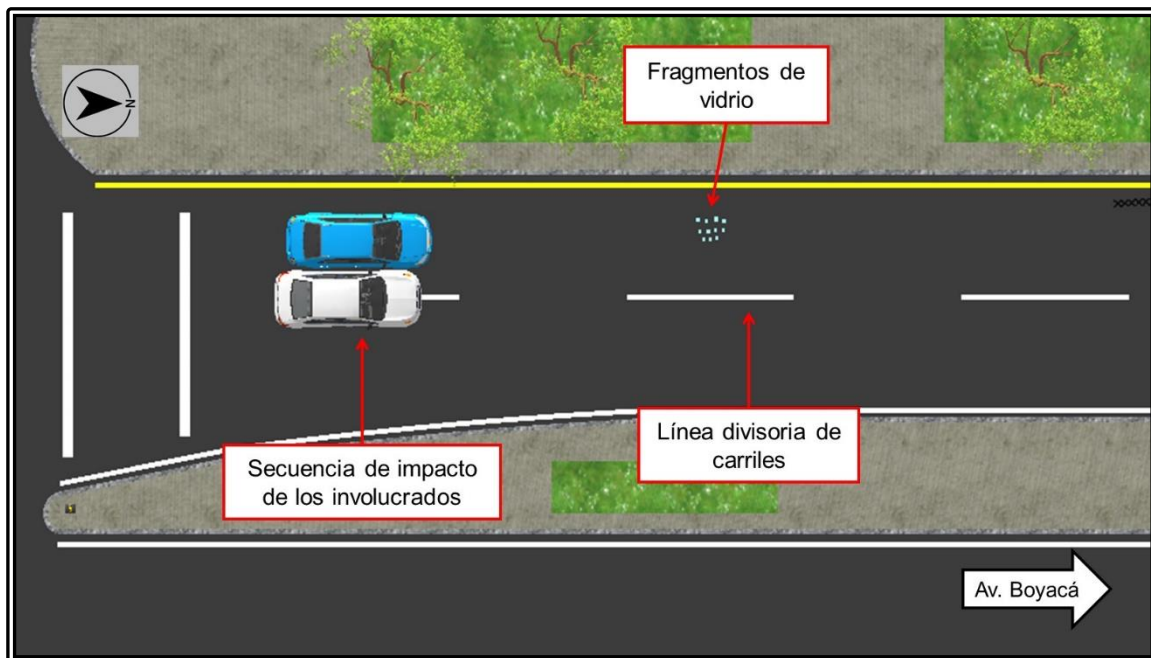 Fragmentos de
vidrio
N
Secuencia de impacto
de los involucrados
Línea divisoria de
carriles
Av. Boyacá